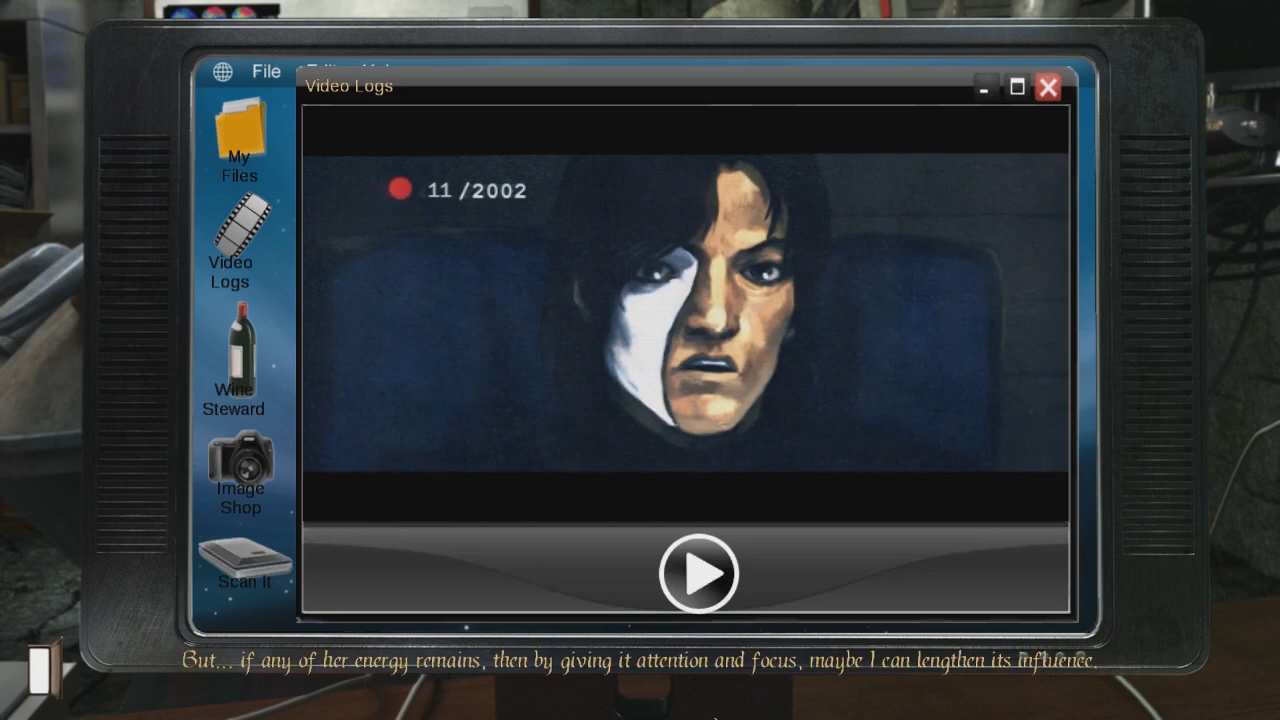 File
Video Logs
My
Files
11 /2002
Video
Logs
Wine
Steward
Image
Shop
Scan It
But... if any of her energy remains, then by giving it attention and focus, maybe I can lengthen its influence.